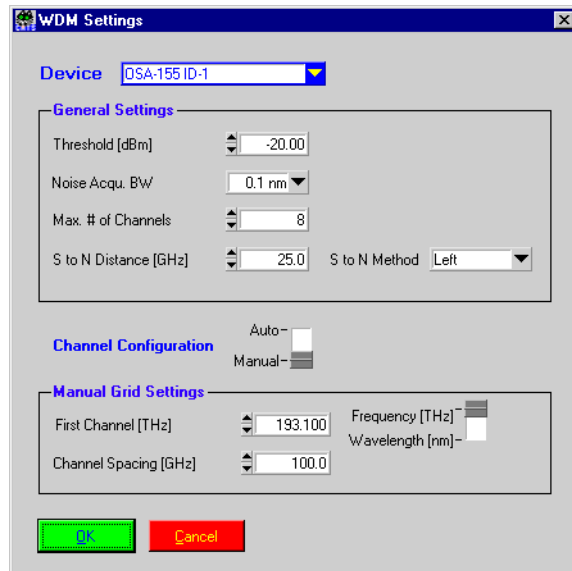 WDM Settings
Device OSA-155 ID-1
General Settings
Threshold [dBm] -20.00
Noise Acqu. BW 0.1 nm
Max. # of Channels 8
S to N Distance [GHz] 25.0 S to N Method Left
Channel Configuration Auto
Manual
Manual Grid Settings
First Channel [THz] 193.100 Frequency [THz]
Wavelength [nm]
Channel Spacing [GHz] 100.0
OK Cancel